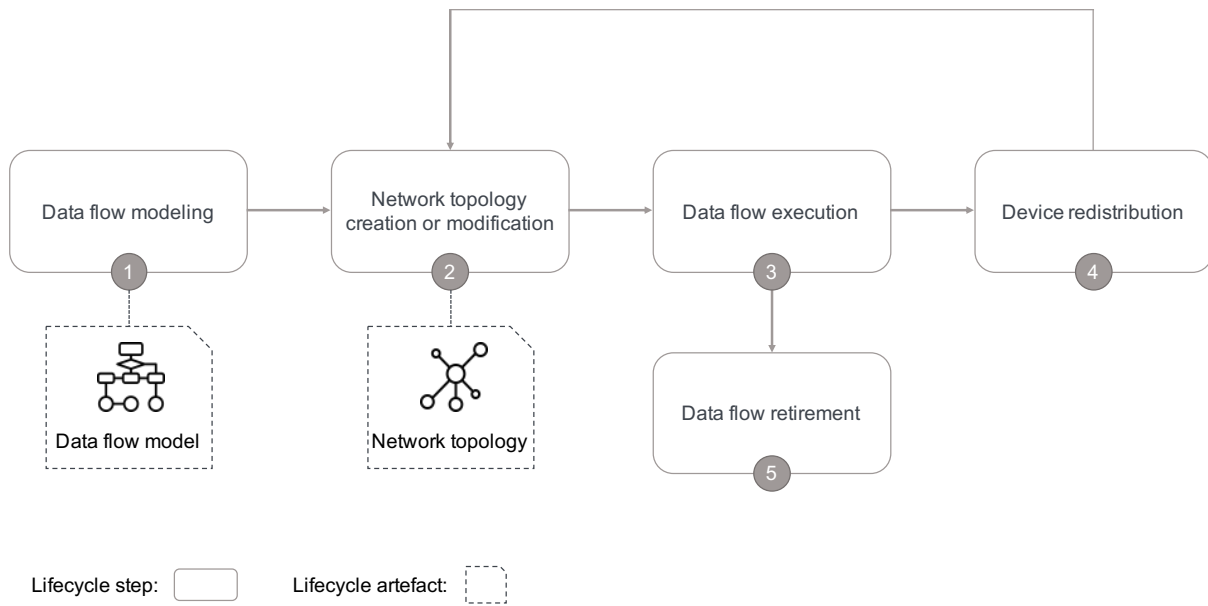 Data flow modeling
Network topology
creation or modification
Data flow execution
Device redistribution
1
2
3
4
Data flow model
Network topology
Data flow retirement
5
Lifecycle step:
Lifecycle artefact: